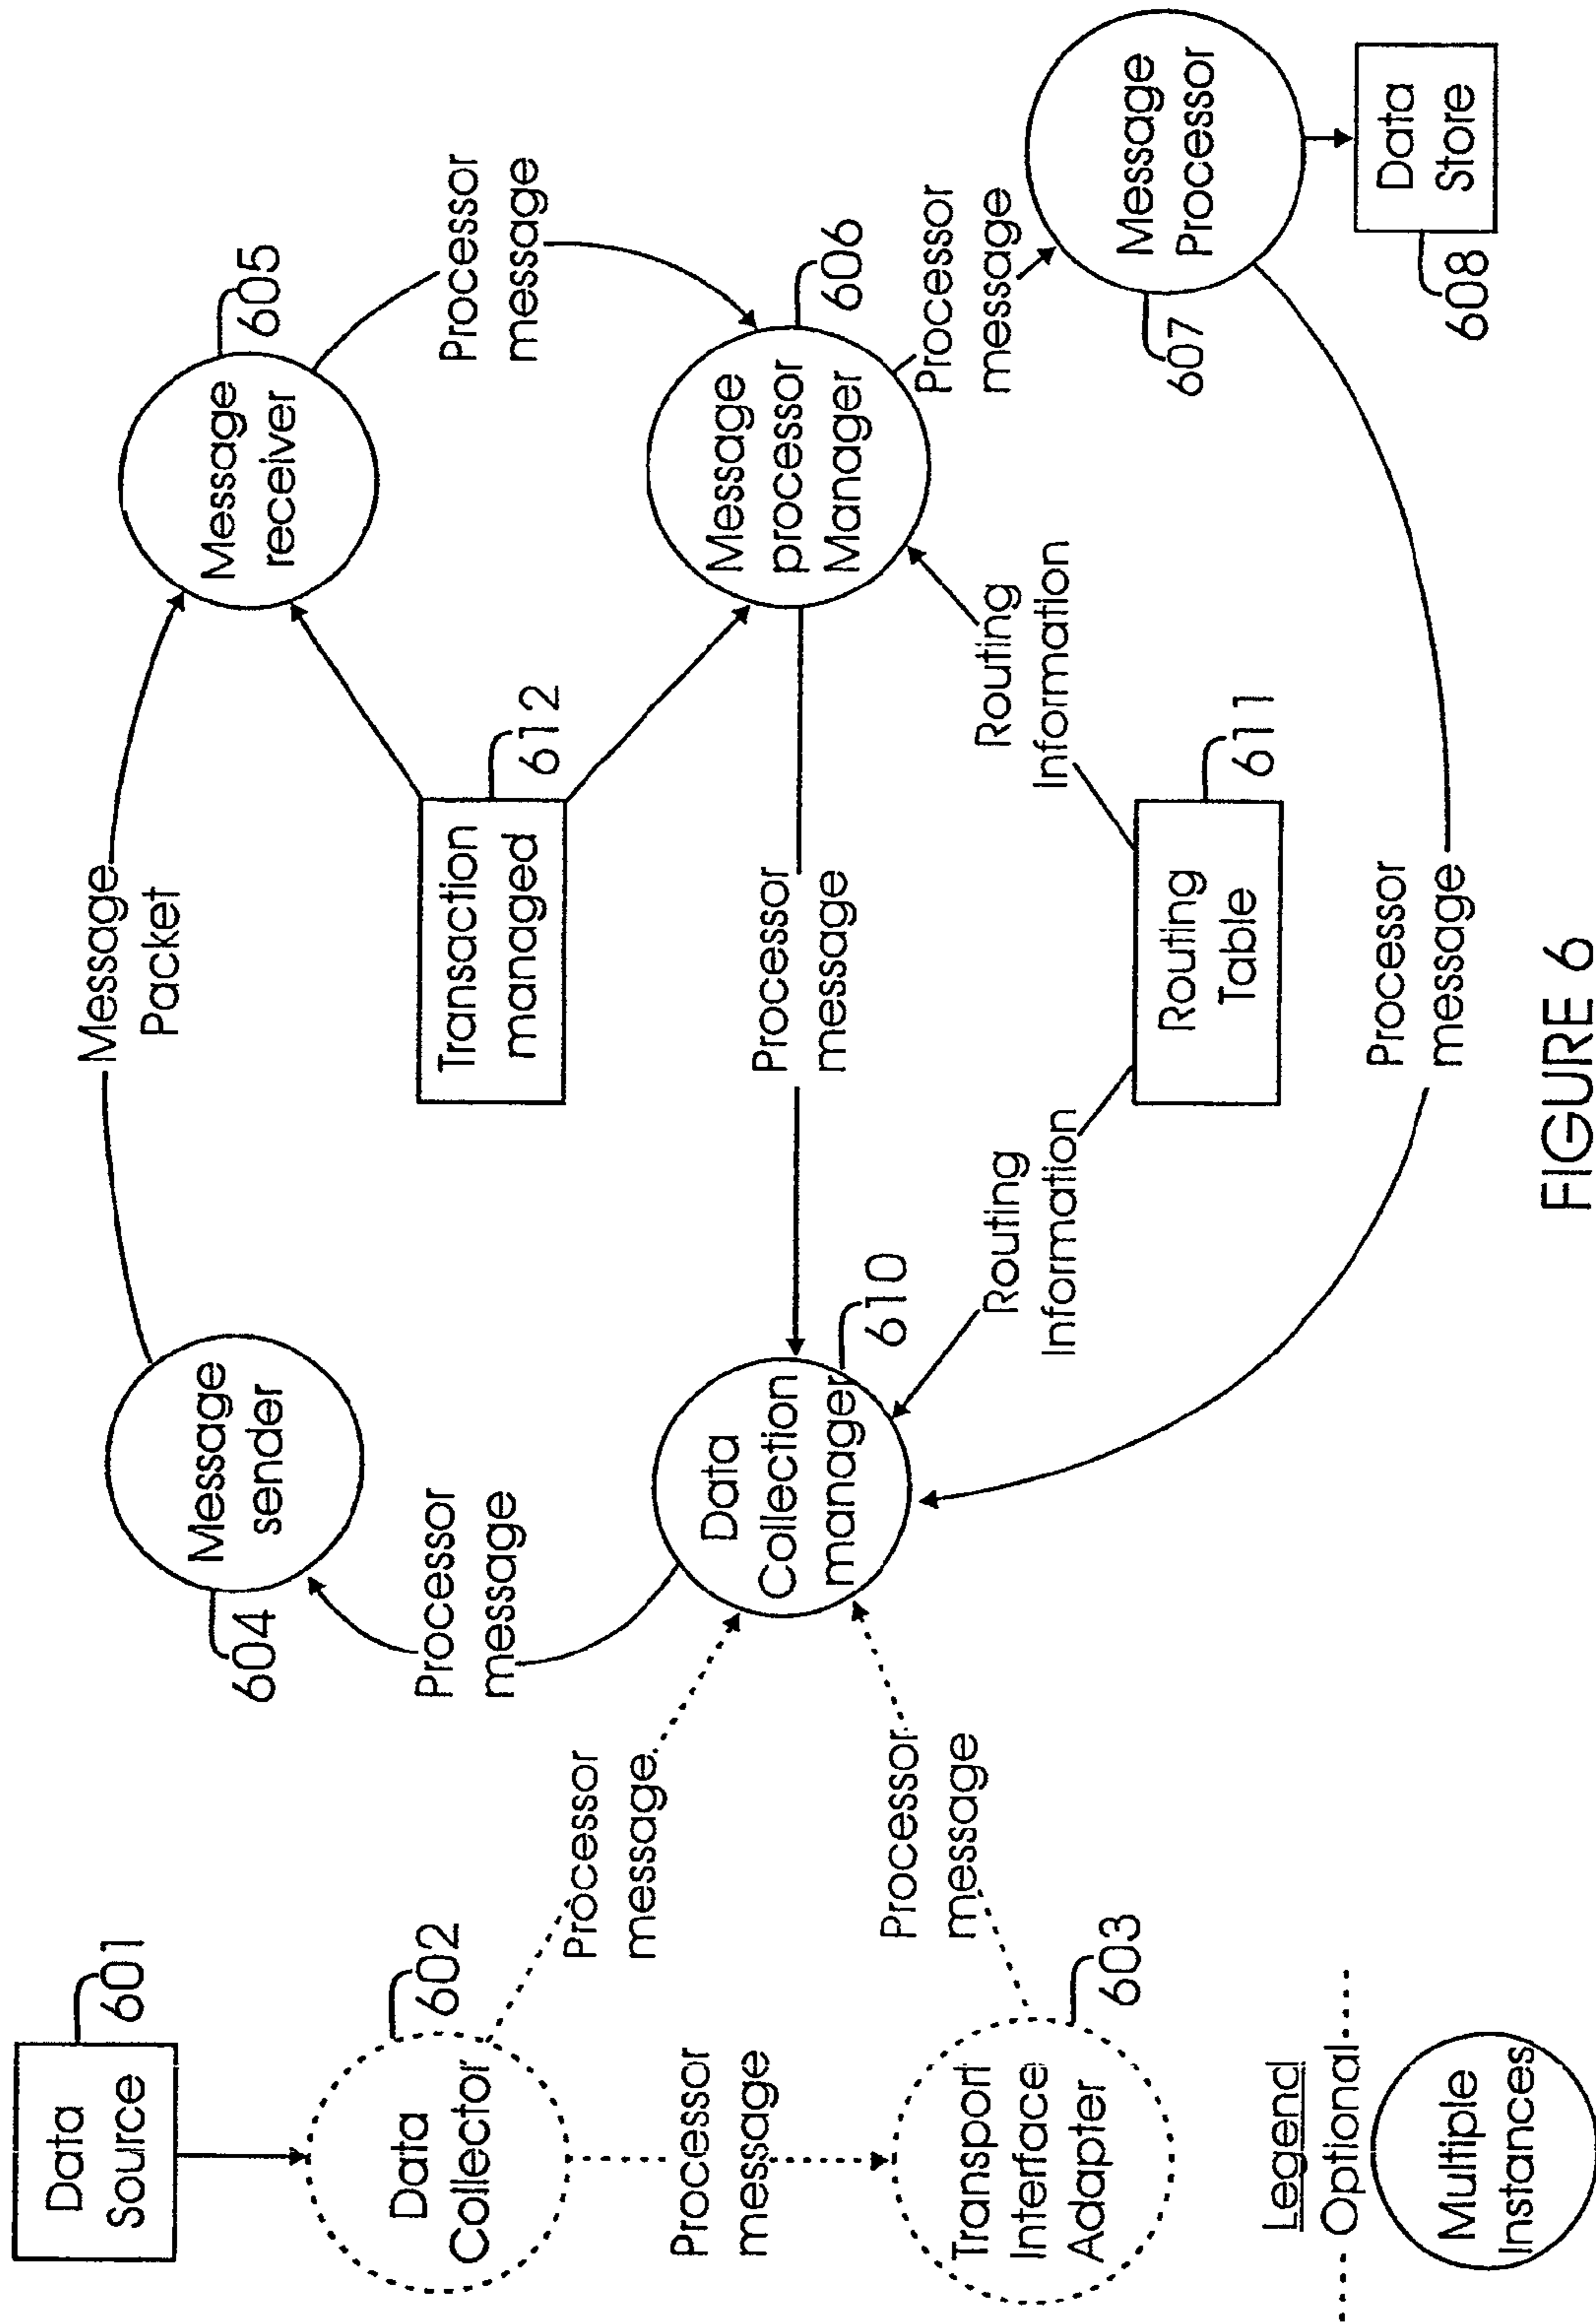 Data
Source
601
Data
Collector
602
Processor
message
Transport
Interface
Adapter
603
Processor
message
Processor
message
Legend
Optional
Multiple
Instances
Message
sender
604
Processor
message
Data
Collection
manager
610
Message
Packet
Transaction
managed
612
Processor
message
Routing
Information
Routing
Table
611
Routing
Information
Processor
message
Message
receiver
605
Processor
message
Message
processor
Manager
606
Processor
message
Message
Processor
607
Data
Store
608
FIGURE 6